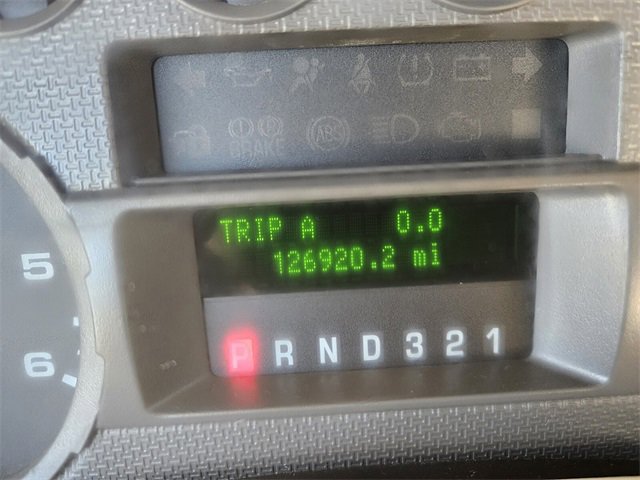 BRAKE
ABS
TRIP A 0.0
126920.2 mi
P R N D 3 2 1
5
6